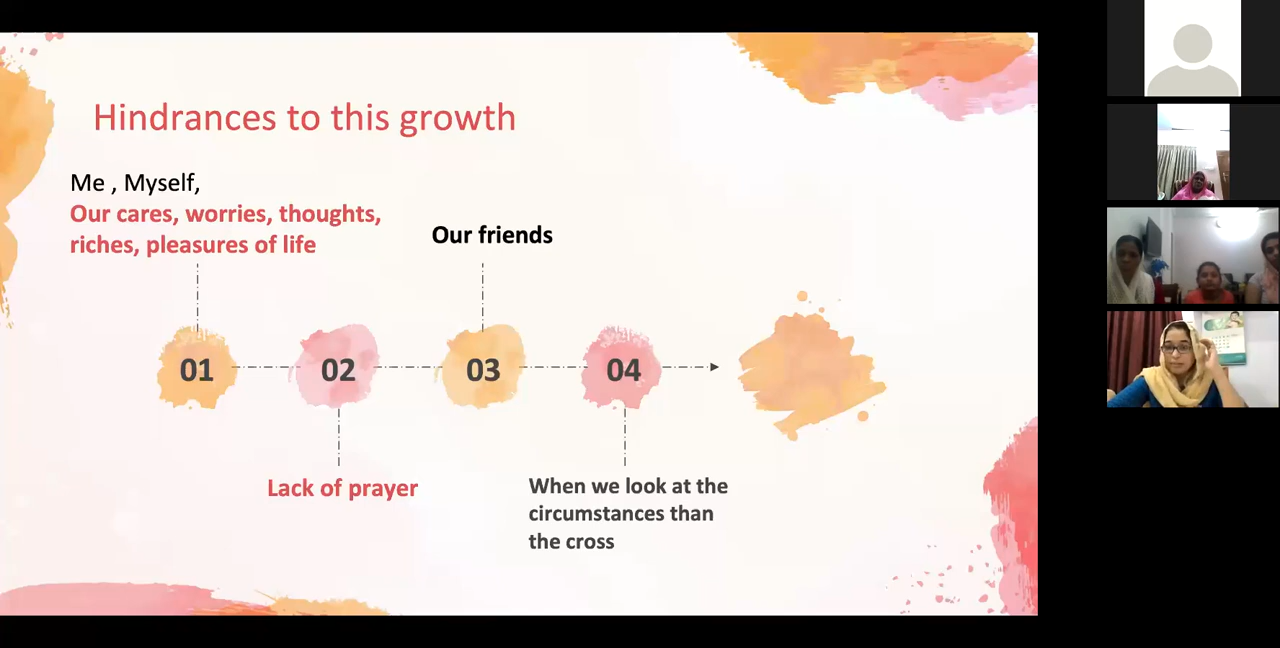 Hindrances to this growth
Me , Myself,
Our cares, worries, thoughts,
riches, pleasures of life
Our friends
01
02
03
04
Lack of prayer
When we look at the
circumstances than
the cross